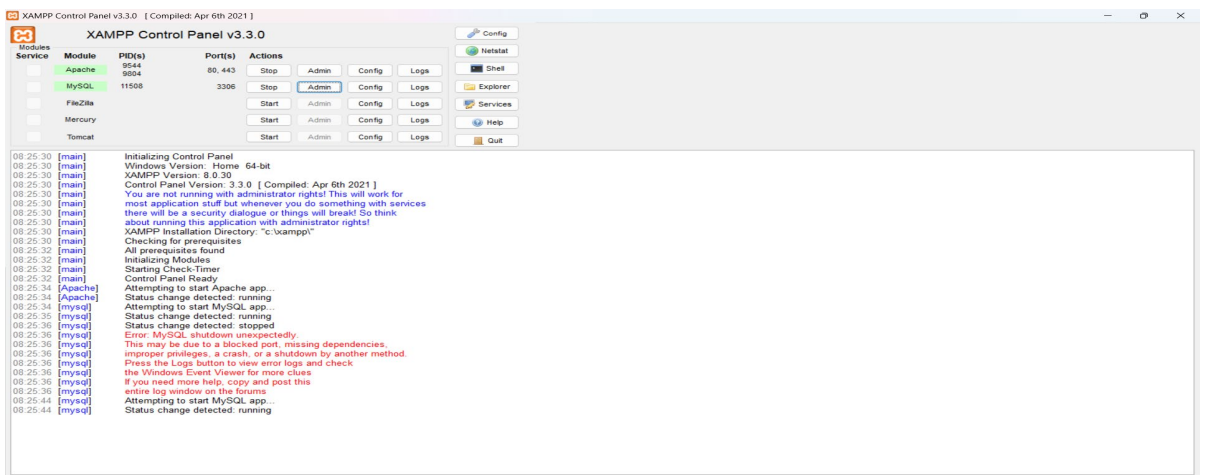 XAMPP Control Panel v3.3.0 [ Compiled: Apr 6th 2021 ]
XAMPP Control Panel v3.3.0
Config
Modules
Service Module PID(s) Port(s) Actions
Netstat
Apache 9544 9804 80, 443 Stop Admin Config Logs
Shell
MySQL 11508 3306 Stop Admin Config Logs
Explorer
FileZilla Start Admin Config Logs
Services
Mercury Start Admin Config Logs
Help
Tomcat Start Admin Config Logs
Quit
08:25:30 [main] Initializing Control Panel
08:25:30 [main] Windows Version: Home 64-bit
08:25:30 [main] XAMPP Version: 8.0.30
08:25:30 [main] Control Panel Version: 3.3.0 [ Compiled: Apr 6th 2021 ]
08:25:30 [main] You are not running with administrator rights! This will work for
08:25:30 [main] most application stuff but whenever you do something with services
08:25:30 [main] there will be a security dialogue or things will break! So think
08:25:30 [main] about running this application with administrator rights!
08:25:30 [main] XAMPP Installation Directory: "c:\xampp\"
08:25:30 [main] Checking for prerequisites
08:25:32 [main] All prerequisites found
08:25:32 [main] Initializing Modules
08:25:32 [main] Starting Check-Timer
08:25:32 [main] Control Panel Ready
08:25:34 [Apache] Attempting to start Apache app...
08:25:34 [Apache] Status change detected: running
08:25:34 [mysql] Attempting to start MySQL app...
08:25:35 [mysql] Status change detected: running
08:25:36 [mysql] Status change detected: stopped
08:25:36 [mysql] Error: MySQL shutdown unexpectedly.
08:25:36 [mysql] This may be due to a blocked port, missing dependencies,
08:25:36 [mysql] improper privileges, a crash, or a shutdown by another method.
08:25:36 [mysql] Press the Logs button to view error logs and check
08:25:36 [mysql] the Windows Event Viewer for more clues
08:25:36 [mysql] If you need more help, copy and post this
08:25:36 [mysql] entire log window on the forums
08:25:44 [mysql] Attempting to start MySQL app...
08:25:44 [mysql] Status change detected: running